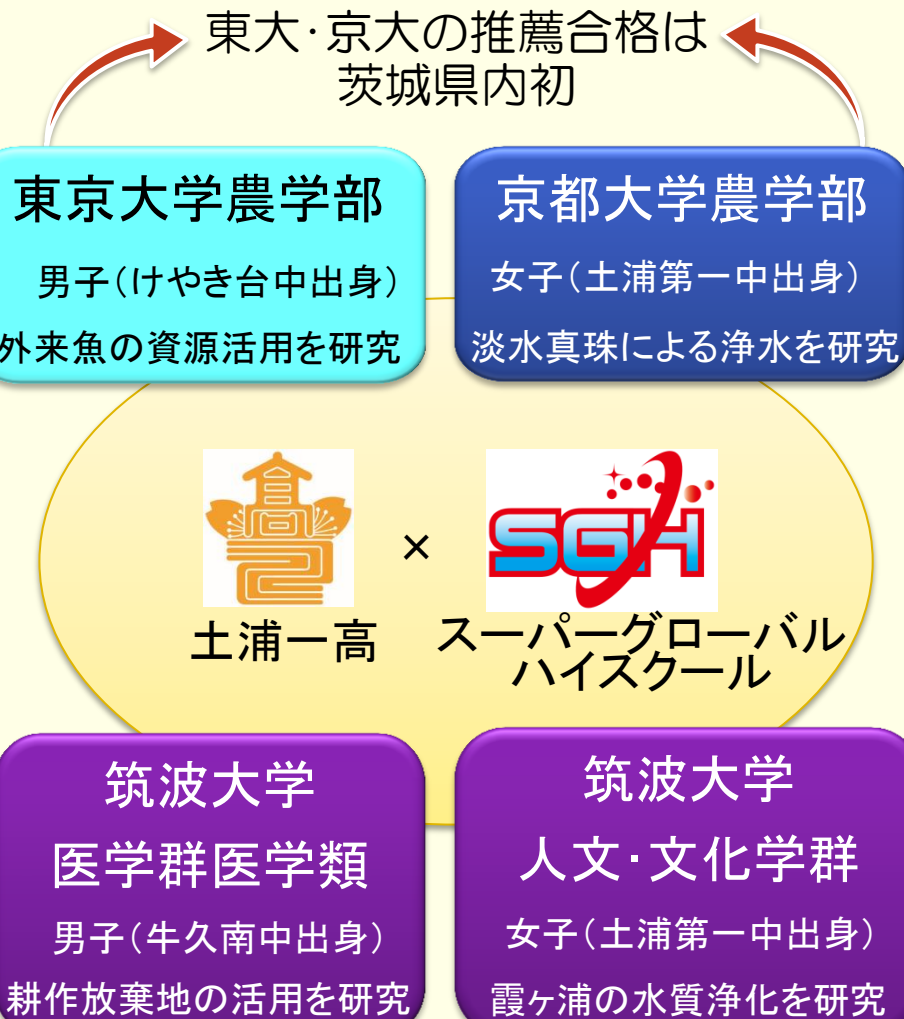 東大・京大の推薦合格は
茨城県内初
東京大学農学部
男子(けやき台中出身)
外来魚の資源活用を研究
京都大学農学部
女子(土浦第一中出身)
淡水真珠による浄水を研究
×
SGH
土浦一高
スーパーグローバル
ハイスクール
筑波大学
医学群医学類
男子(牛久南中出身)
耕作放棄地の活用を研究
筑波大学
人文・文化学群
女子(土浦第一中出身)
霞ヶ浦の水質浄化を研究